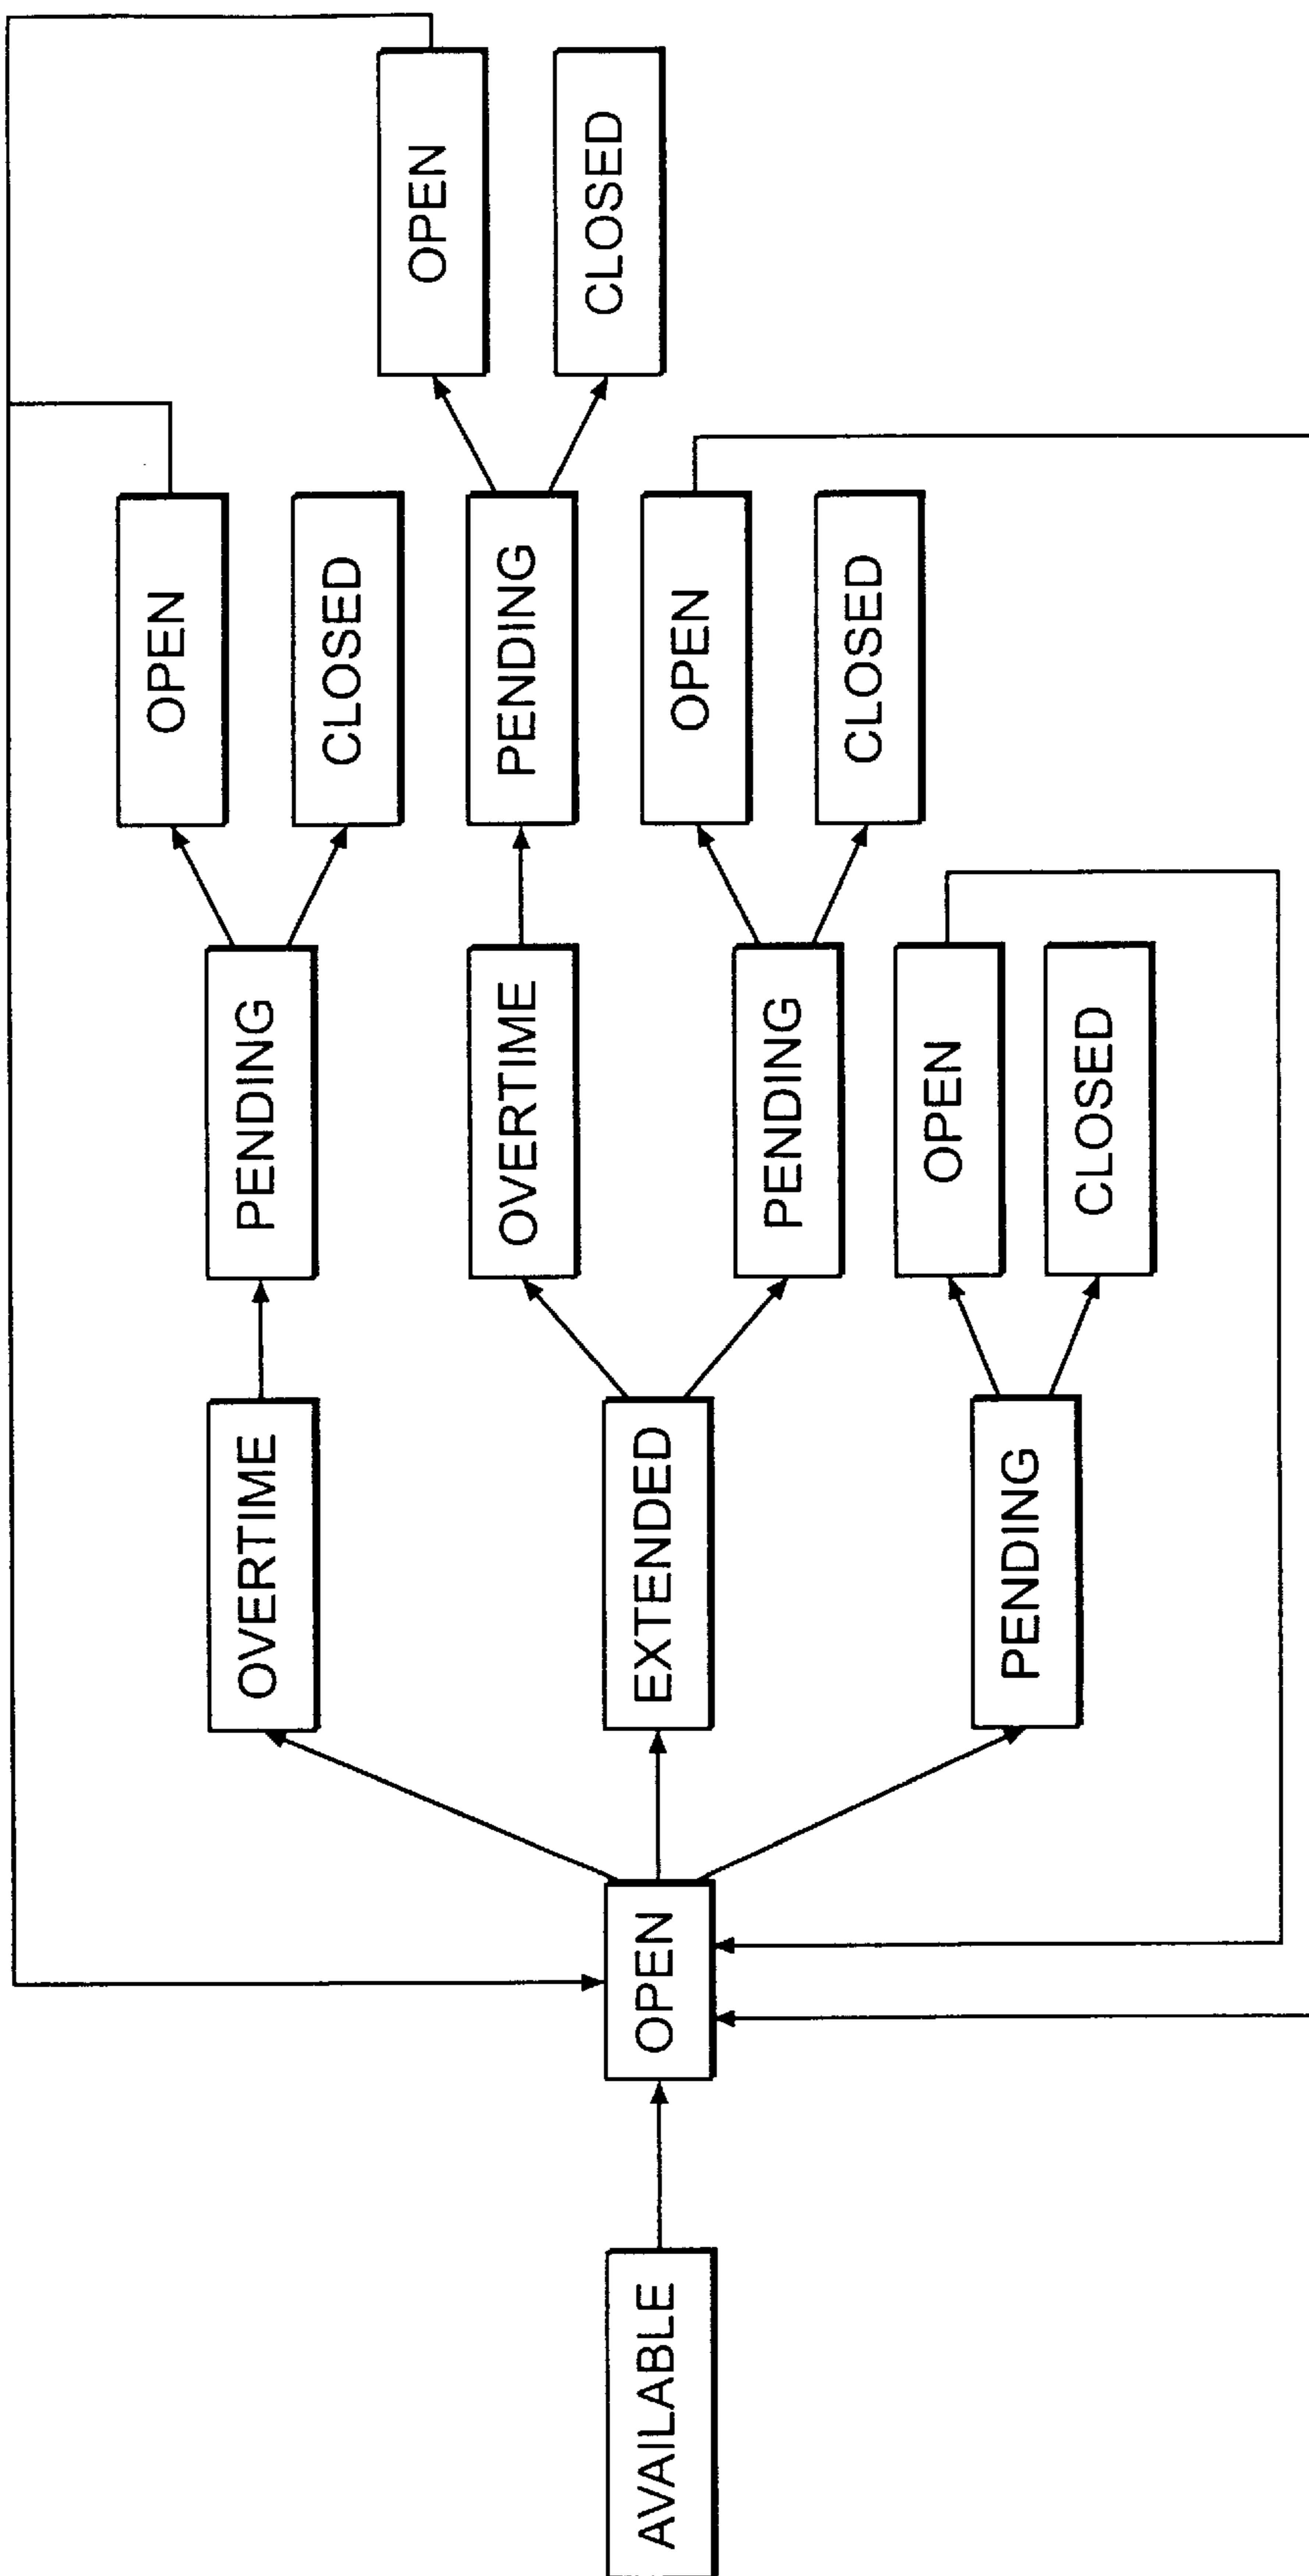 OPEN
OVERTIME
PENDING
CLOSED
OPEN
OVERTIME
PENDING
CLOSED
AVAILABLE
OPEN
EXTENDED
OPEN
PENDING
CLOSED
OPEN
PENDING
CLOSED